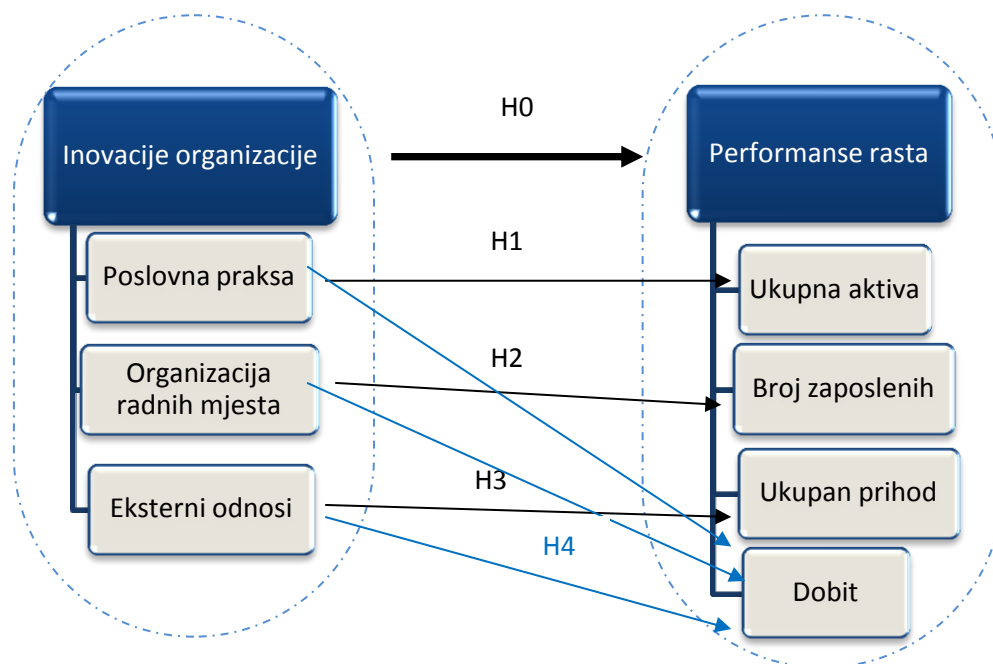 H0
Inovacije organizacije
Performanse rasta
H1
Poslovna praksa
Ukupna aktiva
H2
Organizacija
radnih mjesta
Broj zaposlenih
H3
Eksterni odnosi
Ukupan prihod
H4
Dobit